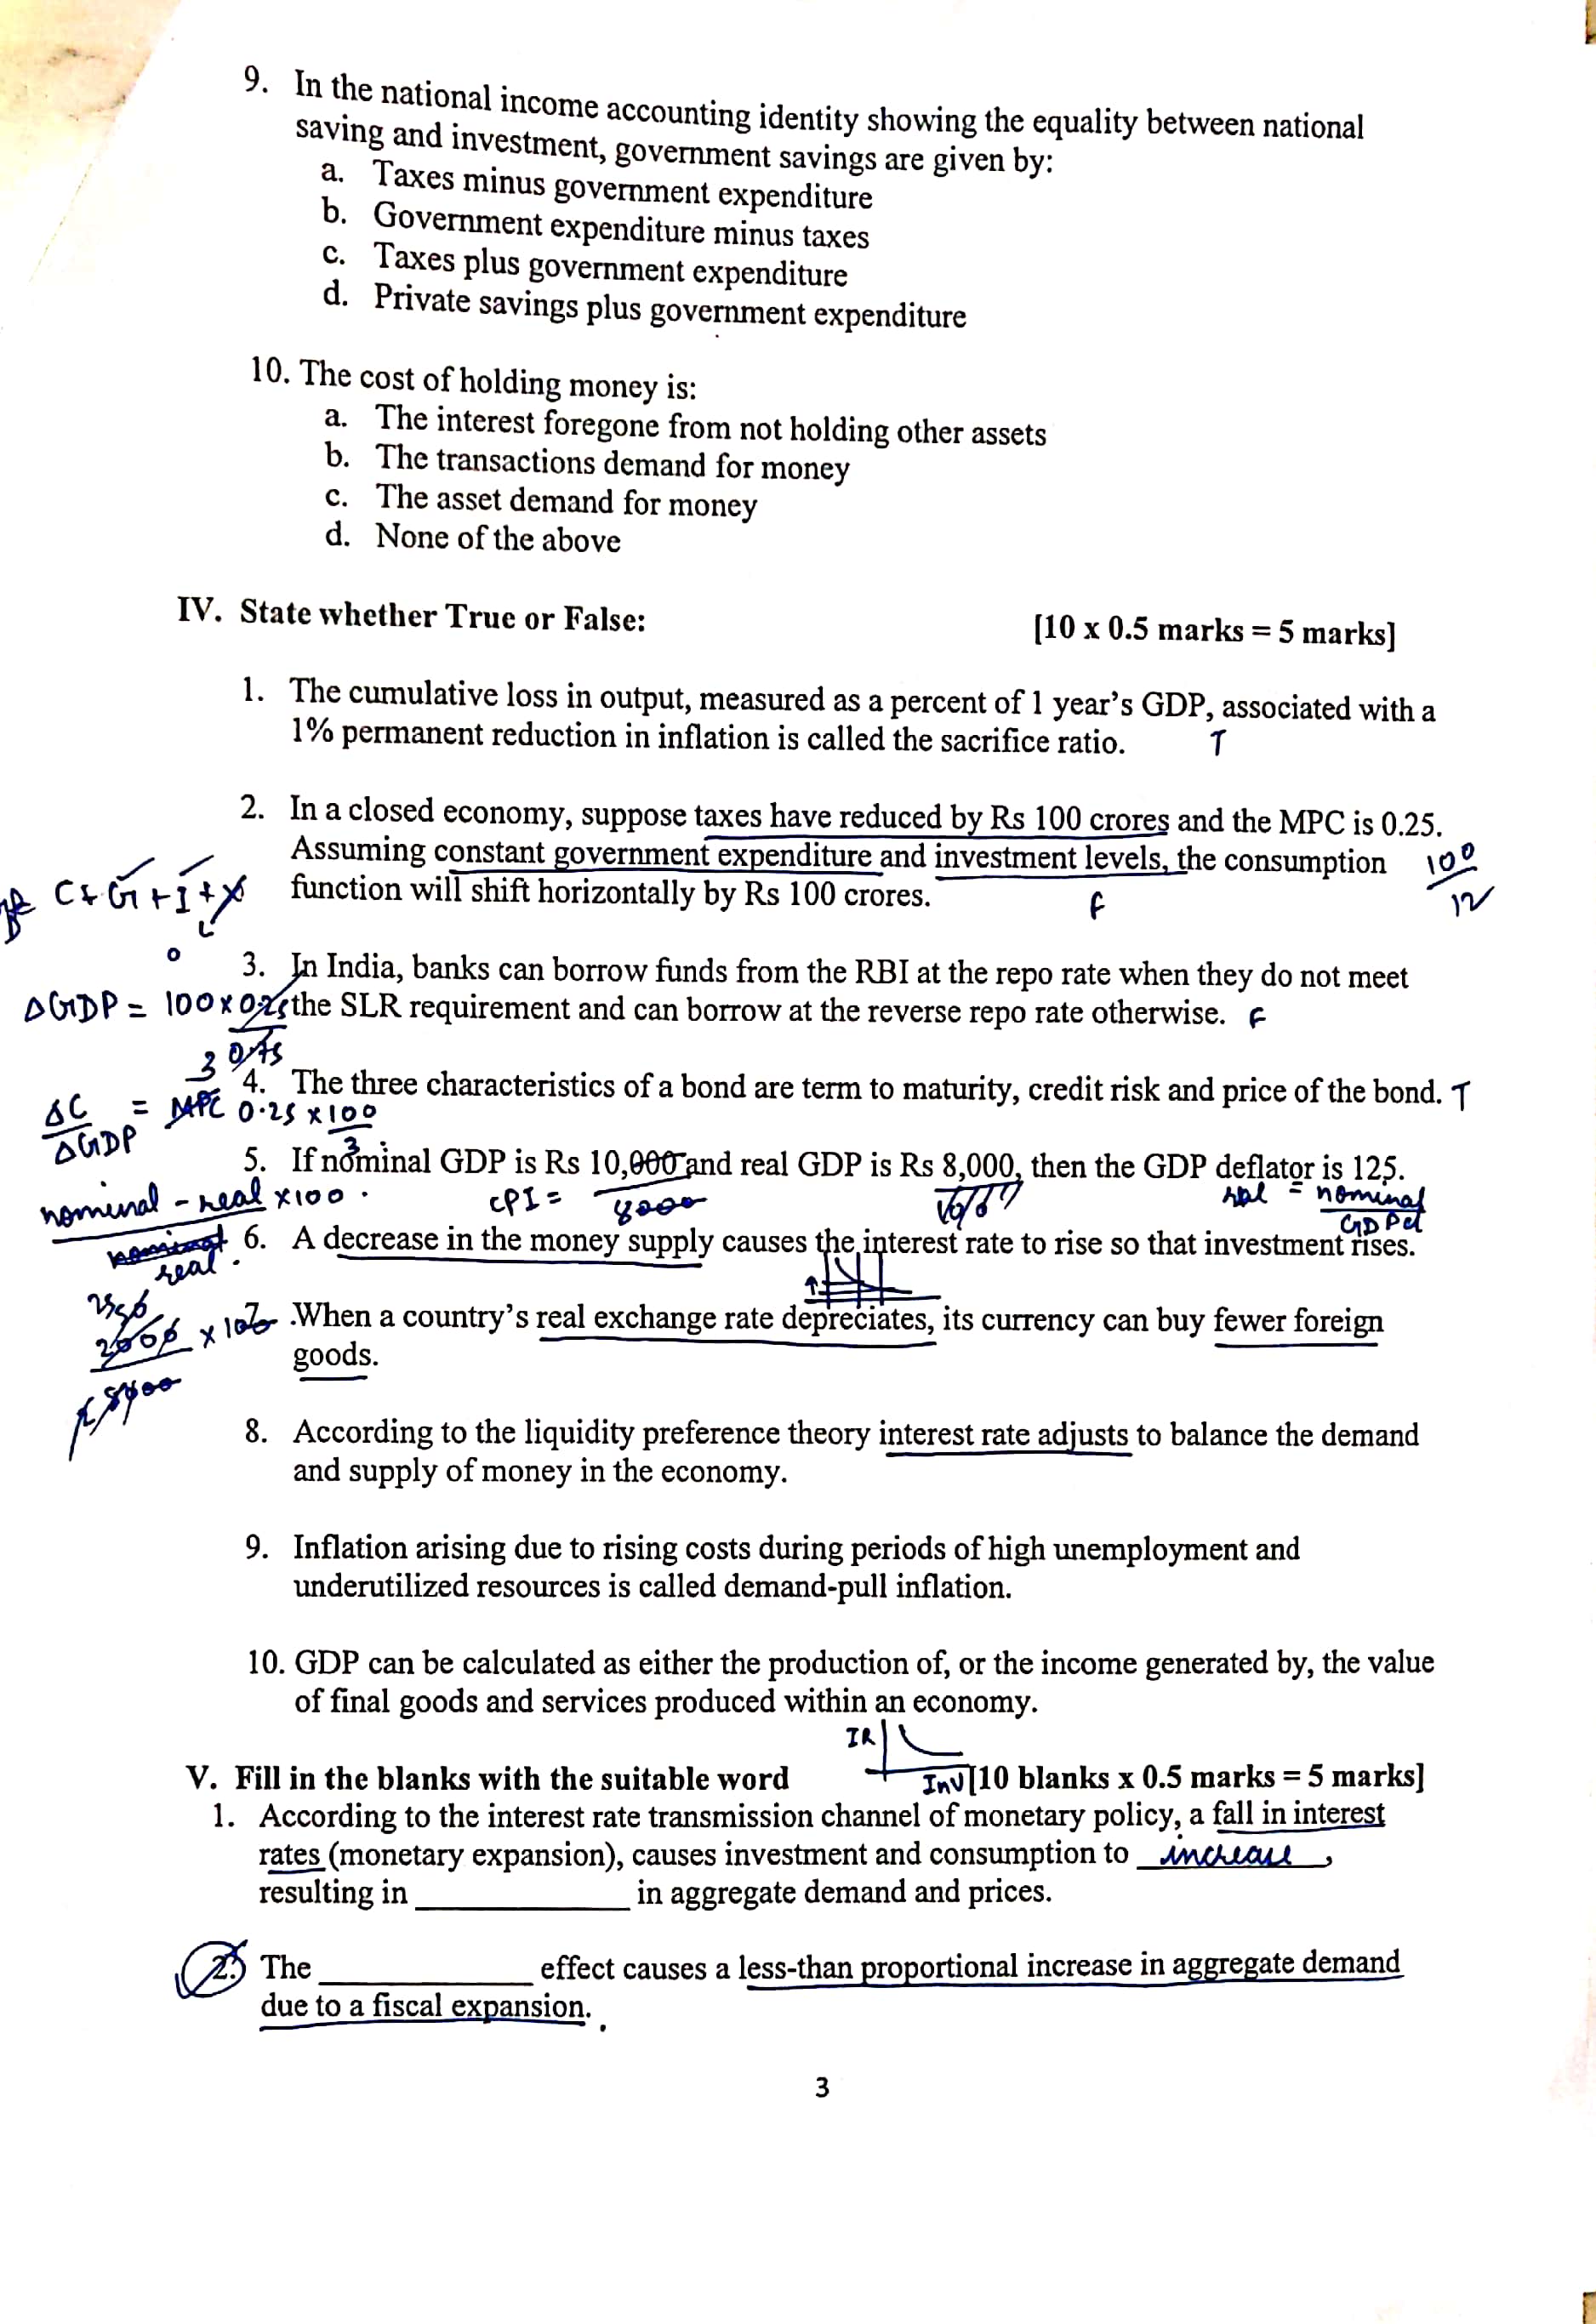 9. In the national income accounting identity showing the equality between national
saving and investment, government savings are given by:
a. Taxes minus government expenditure
b. Government expenditure minus taxes
c. Taxes plus government expenditure
d. Private savings plus government expenditure
10. The cost of holding money is:
a. The interest foregone from not holding other assets
b. The transactions demand for money
c. The asset demand for money
d. None of the above
IV. State whether True or False:
[10 x 0.5 marks = 5 marks]
1. The cumulative loss in output, measured as a percent of 1 year's GDP, associated with a
1% permanent reduction in inflation is called the sacrifice ratio. T
2. In a closed economy, suppose taxes have reduced by Rs 100 crores and the MPC is 0.25.
Assuming constant government expenditure and investment levels, the consumption
100
function will shift horizontally by Rs 100 crores. F
C + G + I + X
0
3. In India, banks can borrow funds from the RBI at the repo rate when they do not meet
ΔGDP = 100 x 0.25
the SLR requirement and can borrow at the reverse repo rate otherwise. F
3 0.75
4. The three characteristics of a bond are term to maturity, credit risk and price of the bond. T
ΔC
ΔGDP
= MPC 0.25 x 100
3
5. If nominal GDP is Rs 10,000 and real GDP is Rs 8,000, then the GDP deflator is 125.
nominal - real x100
CPI =
8000
= nominal
6. A decrease in the money supply causes the interest rate to rise so that investment rises.
nominal
real
7. .When a country's real exchange rate depreciates, its currency can buy fewer foreign
2000 x 100
goods.
8000
8. According to the liquidity preference theory interest rate adjusts to balance the demand
and supply of money in the economy.
9. Inflation arising due to rising costs during periods of high unemployment and
underutilized resources is called demand-pull inflation.
10. GDP can be calculated as either the production of, or the income generated by, the value
of final goods and services produced within an economy.
IR
Inv
V. Fill in the blanks with the suitable word
[10 blanks x 0.5 marks = 5 marks]
1. According to the interest rate transmission channel of monetary policy, a fall in interest
rates (monetary expansion), causes investment and consumption to increase,
resulting in ____________ in aggregate demand and prices.
2. The ____________ effect causes a less-than proportional increase in aggregate demand
due to a fiscal expansion.
3